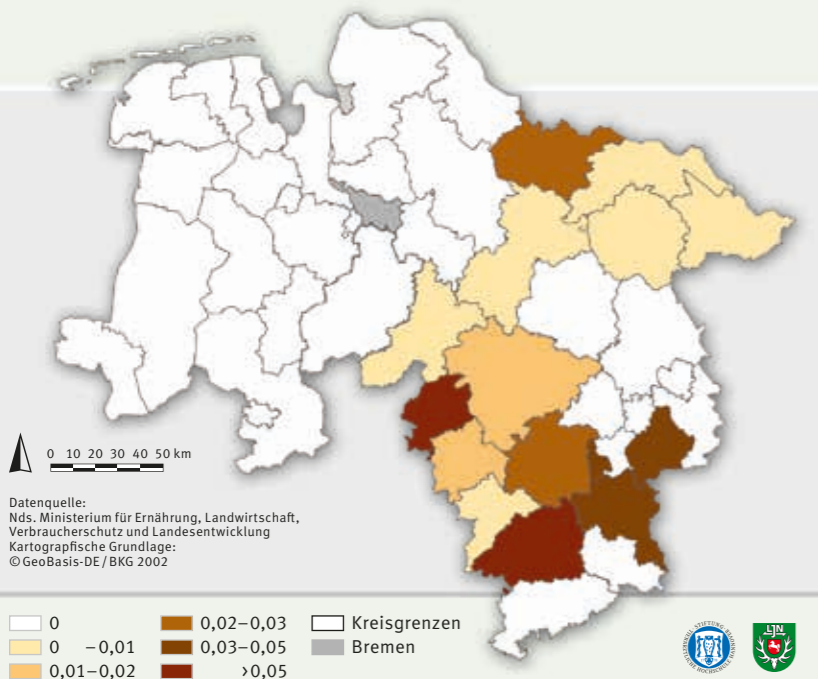 0 10 20 30 40 50 km
Datenquelle:
Nds. Ministerium für Ernährung, Landwirtschaft,
Verbraucherschutz und Landesentwicklung
Kartografische Grundlage:
© GeoBasis-DE / BKG 2002
0
0 –0,01
0,01–0,02
0,02–0,03
0,03–0,05
>0,05
Kreisgrenzen
Bremen
LJN